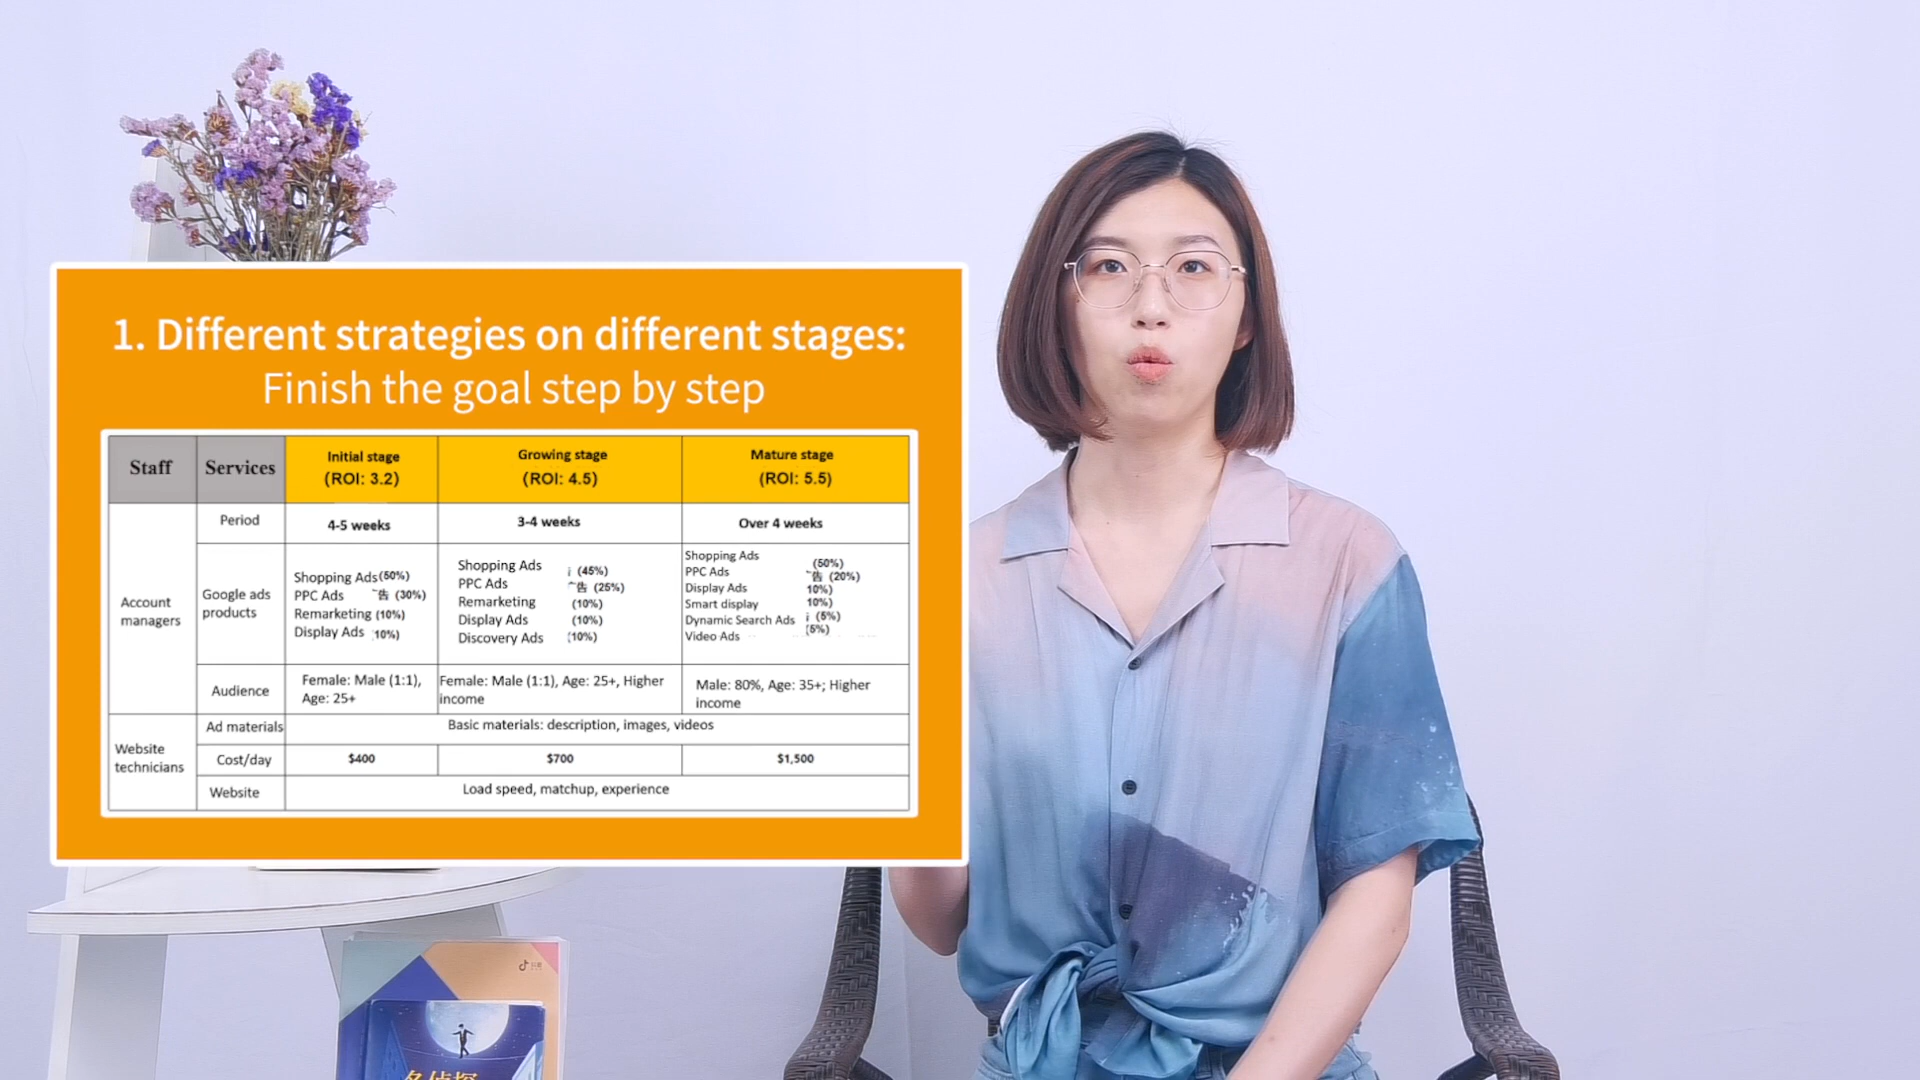 1. Different strategies on different stages:
Finish the goal step by step
Staff
Services
Initial stage
(ROI: 3.2)
Growing stage
(ROI: 4.5)
Mature stage
(ROI: 5.5)
Account
managers
Period
4-5 weeks
3-4 weeks
Over 4 weeks
Google ads
products
Shopping Ads (50%)
PPC Ads 告 (30%)
Remarketing (10%)
Display Ads 10%)
Shopping Ads (45%)
PPC Ads 告 (25%)
Remarketing (10%)
Display Ads (10%)
Discovery Ads (10%)
Shopping Ads (50%)
PPC Ads 告 (20%)
Display Ads 10%)
Smart display 10%)
Dynamic Search Ads (5%)
Video Ads (5%)
Audience
Female: Male (1:1),
Age: 25+
Female: Male (1:1), Age: 25+, Higher
income
Male: 80%, Age: 35+; Higher
income
Website
technicians
Ad materials
Basic materials: description, images, videos
Cost/day
$400
$700
$1,500
Website
Load speed, matchup, experience
名侦探